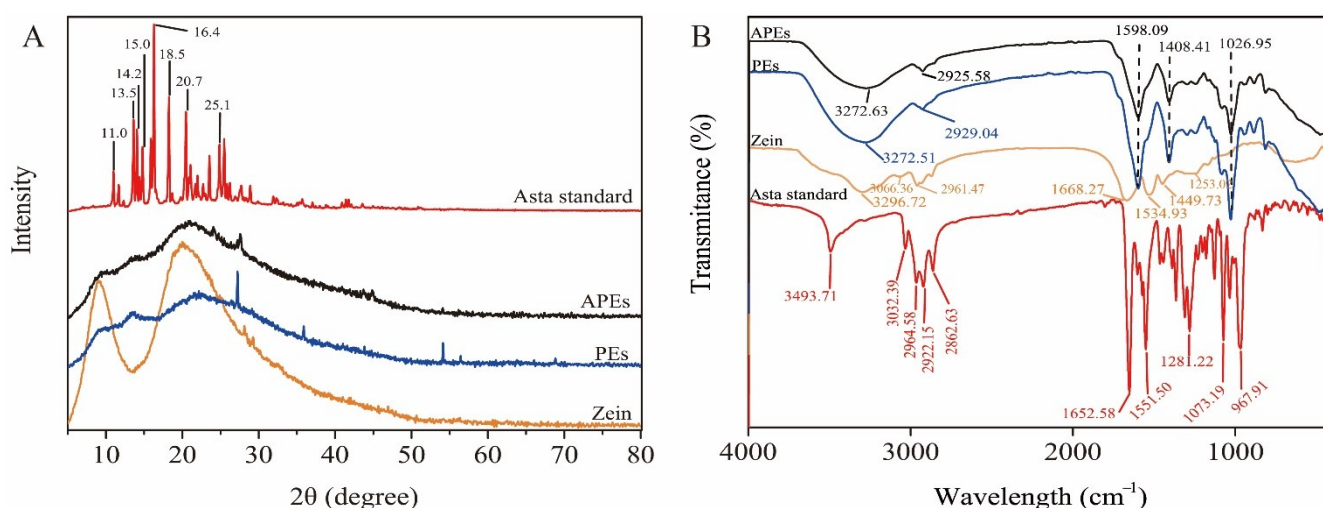 A
16.4
15.0
14.2
13.5
11.0
18.5
20.7
25.1
Asta standard
APEs
PEs
Zein
Intensity
10 20 30 40 50 60 70 80
2θ (degree)
B
APEs
PEs
Zein
Asta standard
1598.09
1408.41
1026.95
2925.58
3272.63
2929.04
3272.51
3066.36
2961.47
3296.72
1668.27
1253.0
1449.73
1534.93
3493.71
3032.39
2964.58
2922.15
2862.63
1652.58
1551.50
1281.22
1073.19
967.91
Transmitance (%)
4000 3000 2000 1000
Wavelength (cm⁻¹)